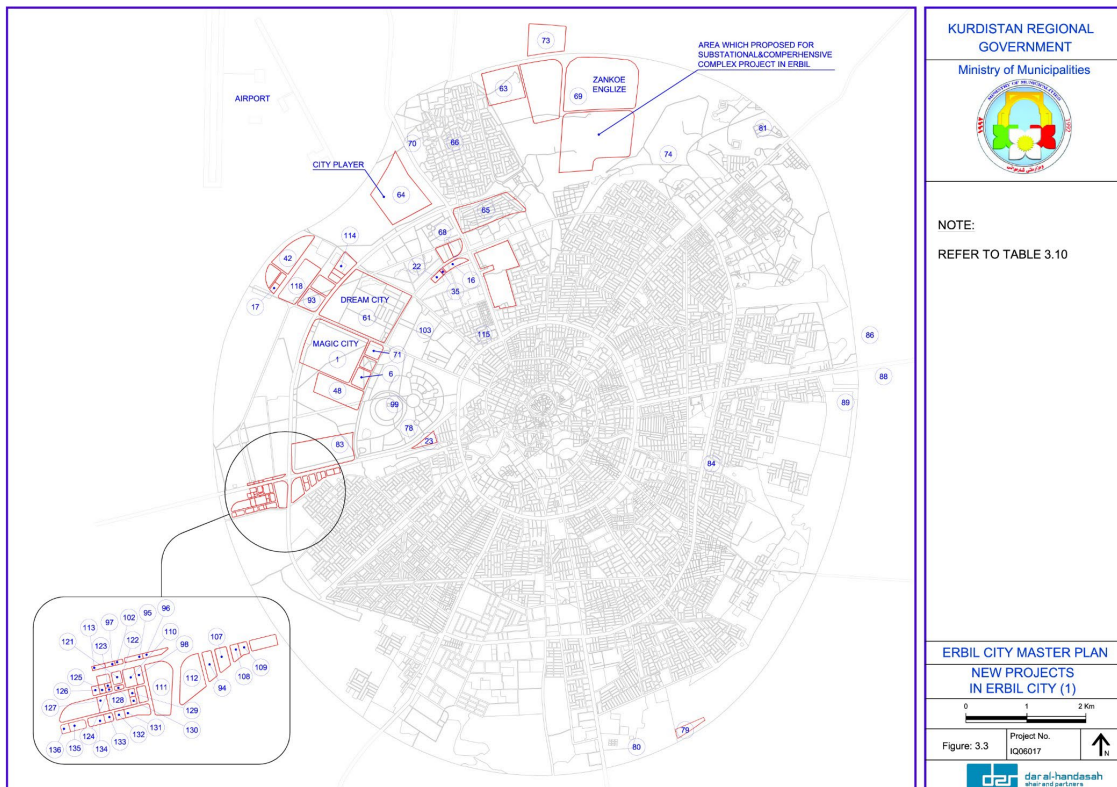 73
AREA WHICH PROPOSED FOR
SUBSTATIONAL&COMPERHENSIVE
COMPLEX PROJECT IN ERBIL
63
ZANKOE
ENGLIZE
69
AIRPORT
81
70
66
74
CITY PLAYER
64
65
114
68
42
22
118
16
17
93
35
DREAM CITY
61
103
115
86
MAGIC CITY
1
71
6
88
48
99
89
78
83
23
84
79
80
96
95
102
97
113
122
110
121
123
98
107
125
126
111
112
108
109
94
127
128
129
130
124
131
132
133
134
135
136
KURDISTAN REGIONAL
GOVERNMENT
Ministry of Municipalities
NOTE:
REFER TO TABLE 3.10
ERBIL CITY MASTER PLAN
NEW PROJECTS
IN ERBIL CITY (1)
0 1 2 Km
Figure: 3.3
Project No.
IQ06017
N
dar
dar al-handasah
shair and partners